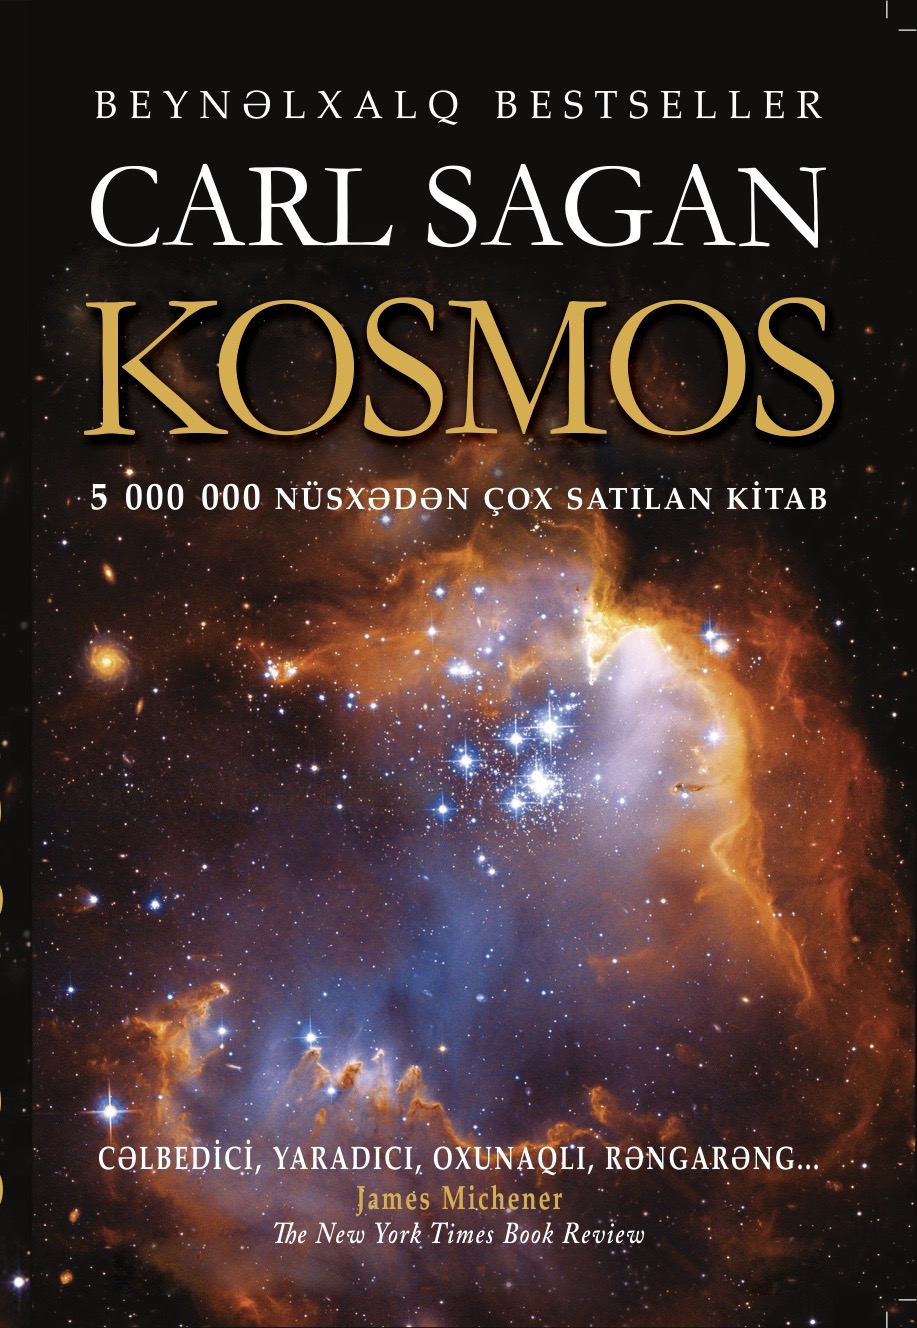 BEYNƏLXALQ BESTSELLER
CARL SAGAN
KOSMOS
5 000 000 NÜSXƏDƏN ÇOX SATILAN KİTAB
CƏLBEDİCİ, YARADICI, OXUNAQLI, RƏNGARƏNG...
James Michener
The New York Times Book Review